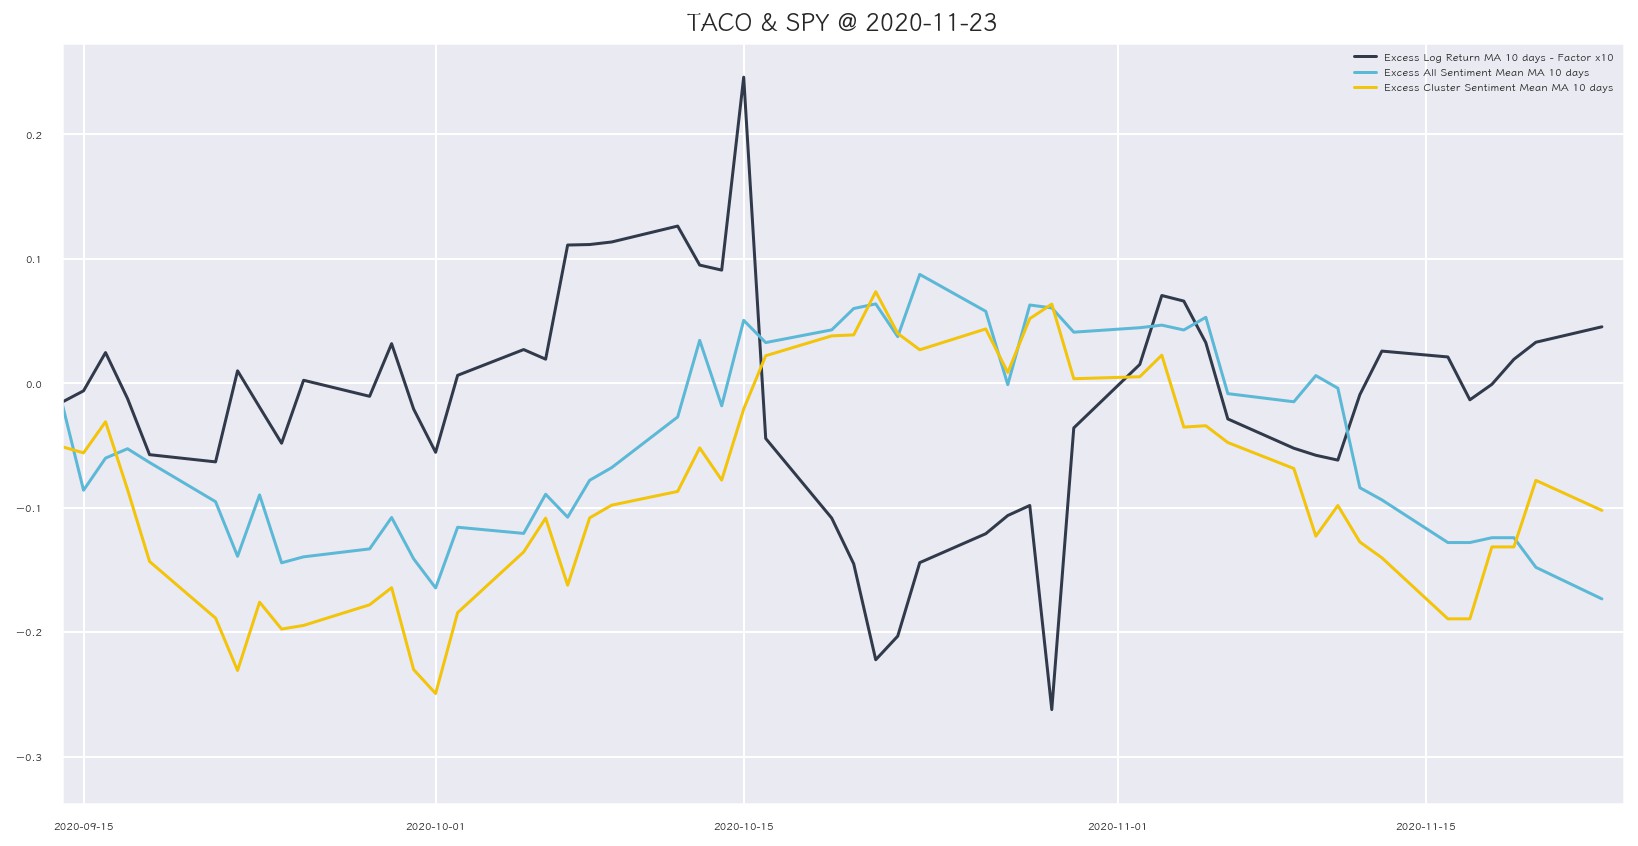 TACO & SPY @ 2020-11-23
Excess Log Return MA 10 days - Factor x10
Excess All Sentiment Mean MA 10 days
Excess Cluster Sentiment Mean MA 10 days
0.2
0.1
0.0
−0.1
−0.2
−0.3
2020-09-15 2020-10-01 2020-10-15 2020-11-01 2020-11-15